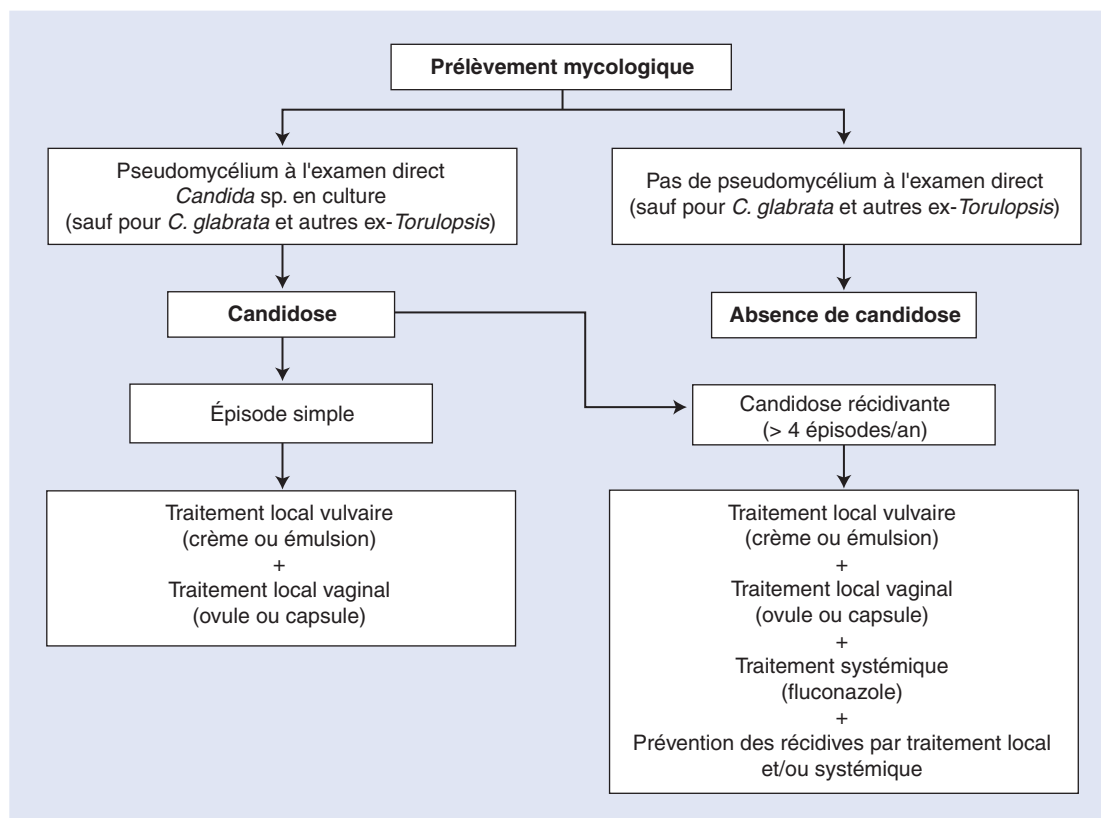 Prélèvement mycologique
Pseudomycélium à l'examen direct
Candida sp. en culture
(sauf pour C. glabrata et autres ex-Torulopsis)
Pas de pseudomycélium à l'examen direct
(sauf pour C. glabrata et autres ex-Torulopsis)
Candidose
Absence de candidose
Épisode simple
Candidose récidivante
(> 4 épisodes/an)
Traitement local vulvaire
(crème ou émulsion)
+
Traitement local vaginal
(ovule ou capsule)
Traitement local vulvaire
(crème ou émulsion)
+
Traitement local vaginal
(ovule ou capsule)
+
Traitement systémique
(fluconazole)
+
Prévention des récidives par traitement local
et/ou systémique